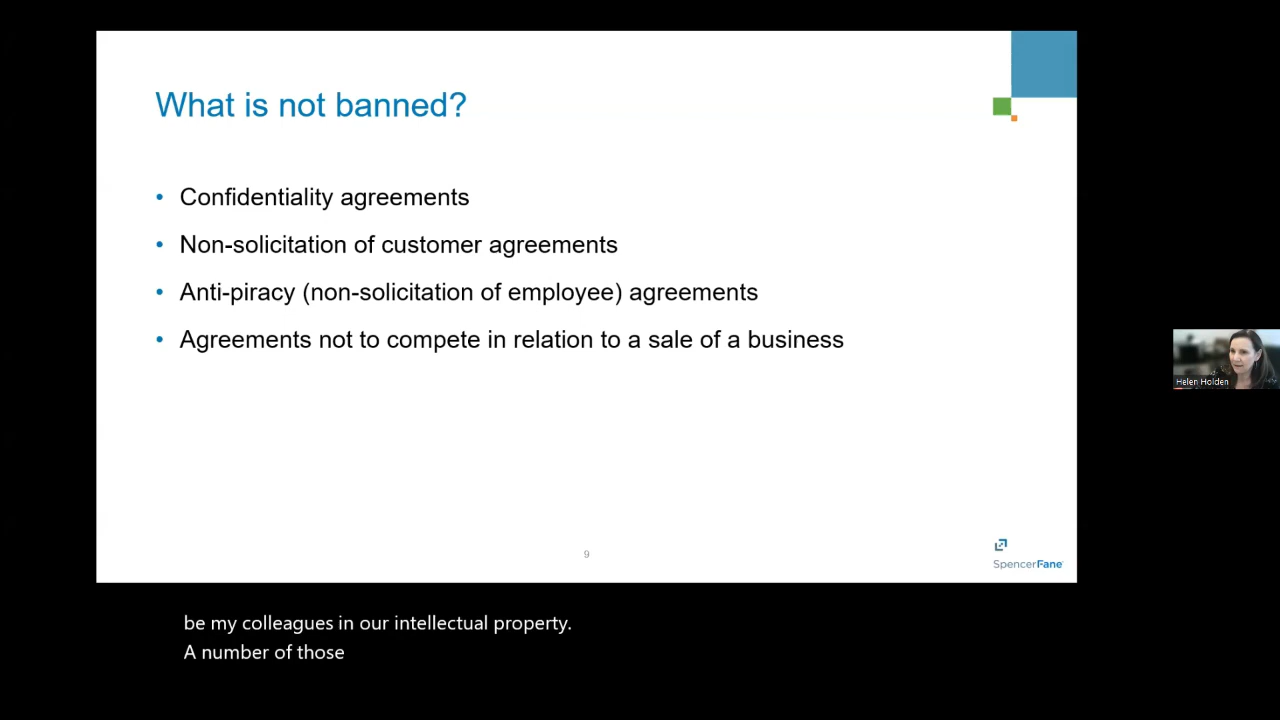 What is not banned?
• Confidentiality agreements
• Non-solicitation of customer agreements
• Anti-piracy (non-solicitation of employee) agreements
• Agreements not to compete in relation to a sale of a business
Helen Holden
9
SpencerFane
be my colleagues in our intellectual property.
A number of those